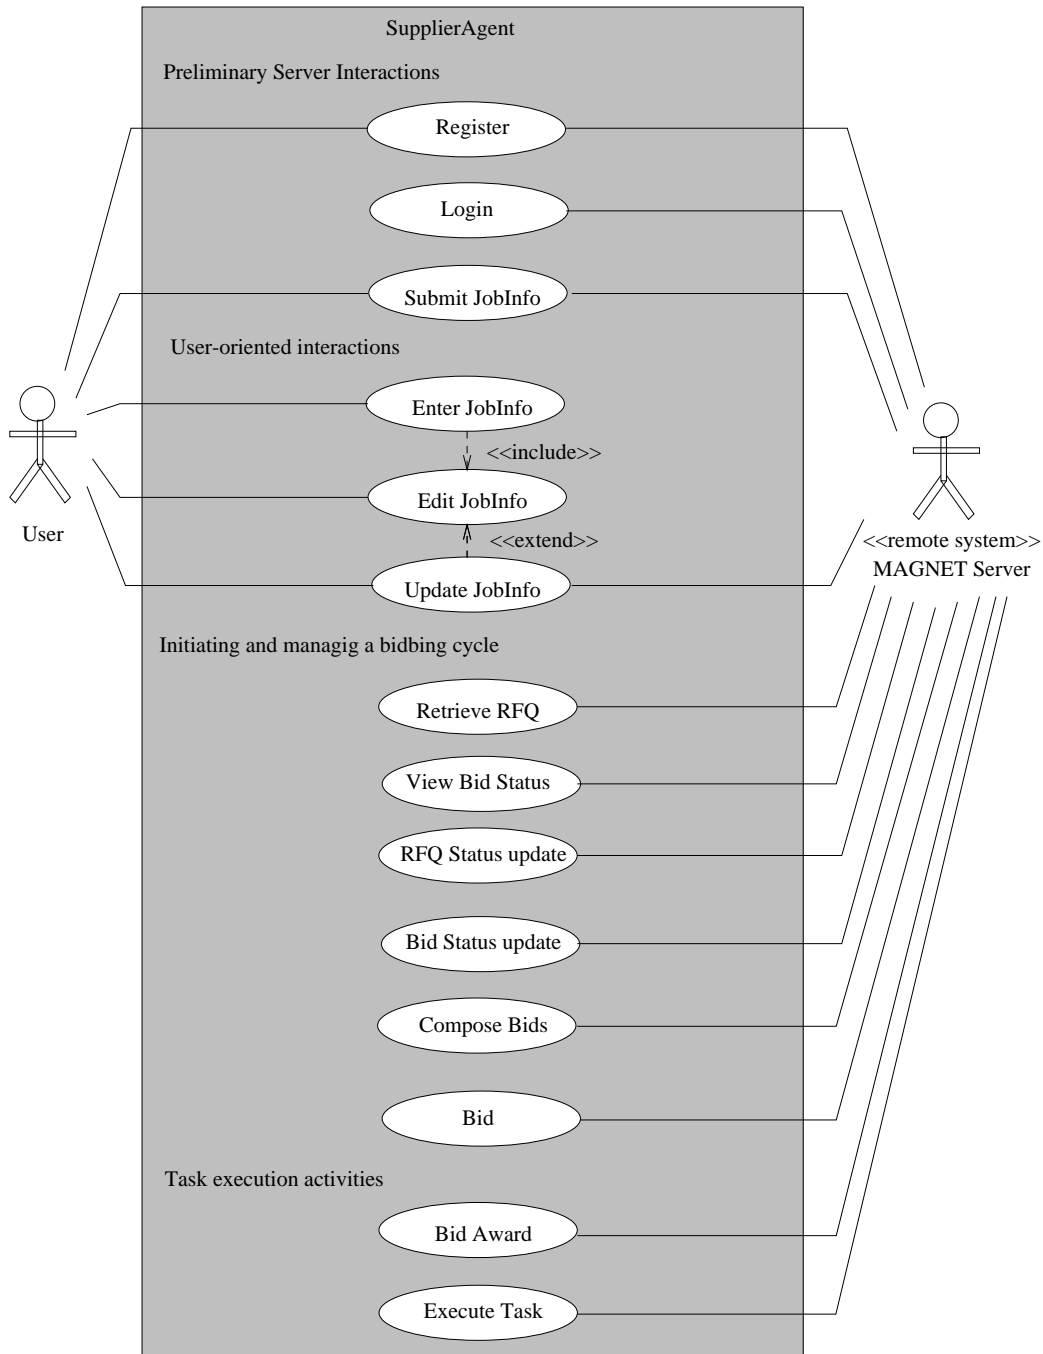 SupplierAgent
Preliminary Server Interactions
Register
Login
Submit JobInfo
User-oriented interactions
Enter JobInfo
<<include>>
Edit JobInfo
User
<<extend>>
<<remote system>>
MAGNET Server
Update JobInfo
Initiating and managig a bidbing cycle
Retrieve RFQ
View Bid Status
RFQ Status update
Bid Status update
Compose Bids
Bid
Task execution activities
Bid Award
Execute Task